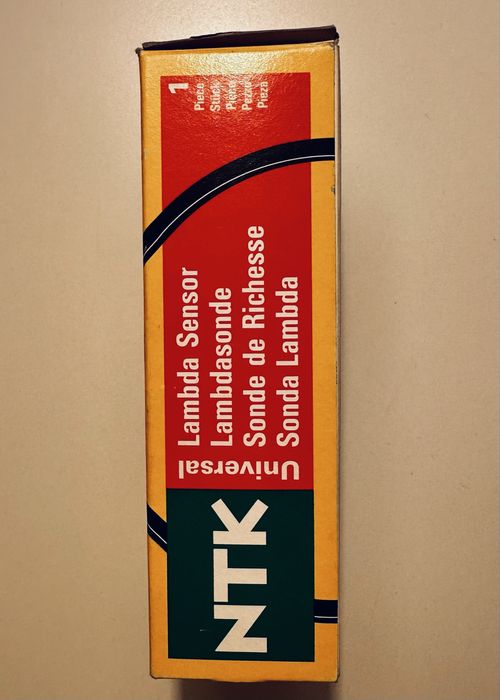 NTK
Universal
Lambda Sensor
Lambdasonde
Sonde de Richesse
Sonda Lambda
1
Piece
Stück
Pièce
Pezzo
Pieza